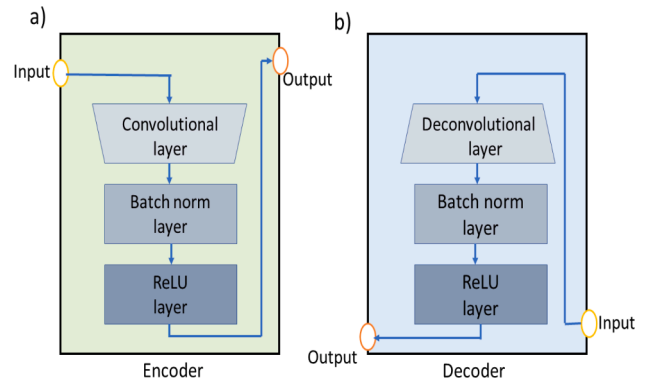 a)
Input
Output
Convolutional
layer
Batch norm
layer
ReLU
layer
Encoder
b)
Deconvolutional
layer
Batch norm
layer
ReLU
layer
Input
Output
Decoder